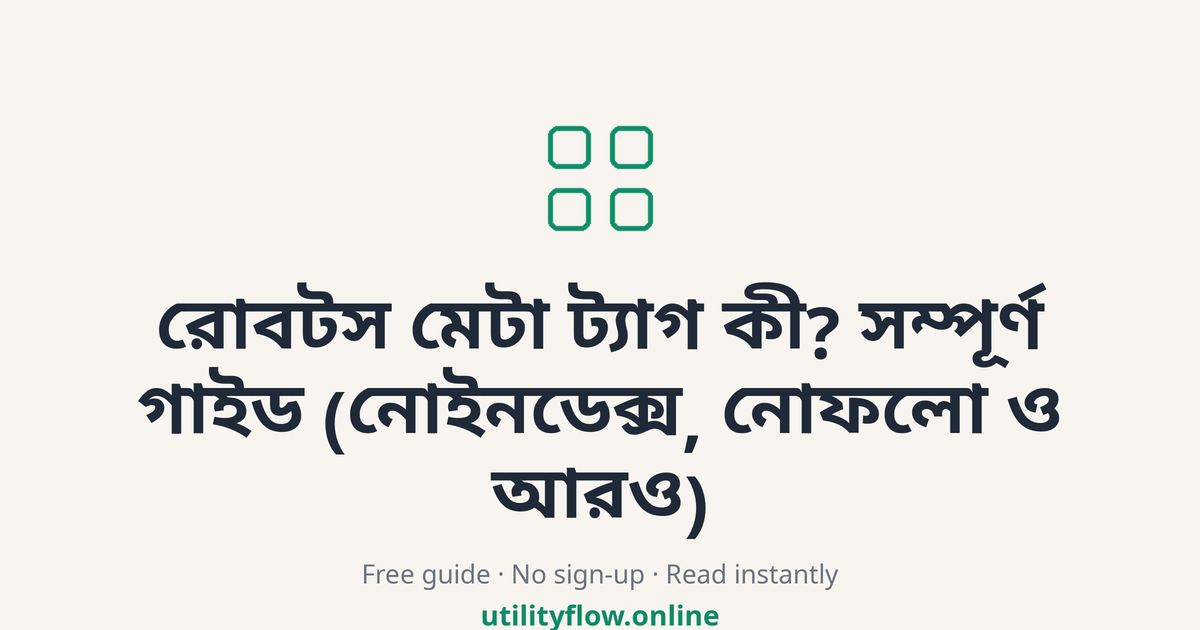 রোবটস মেটা ট্যাগ কী? সম্পূর্ণ
গাইড (নোইনডেক্স, নোফলো ও
আরও)
Free guide · No sign-up · Read instantly
utilityflow.online